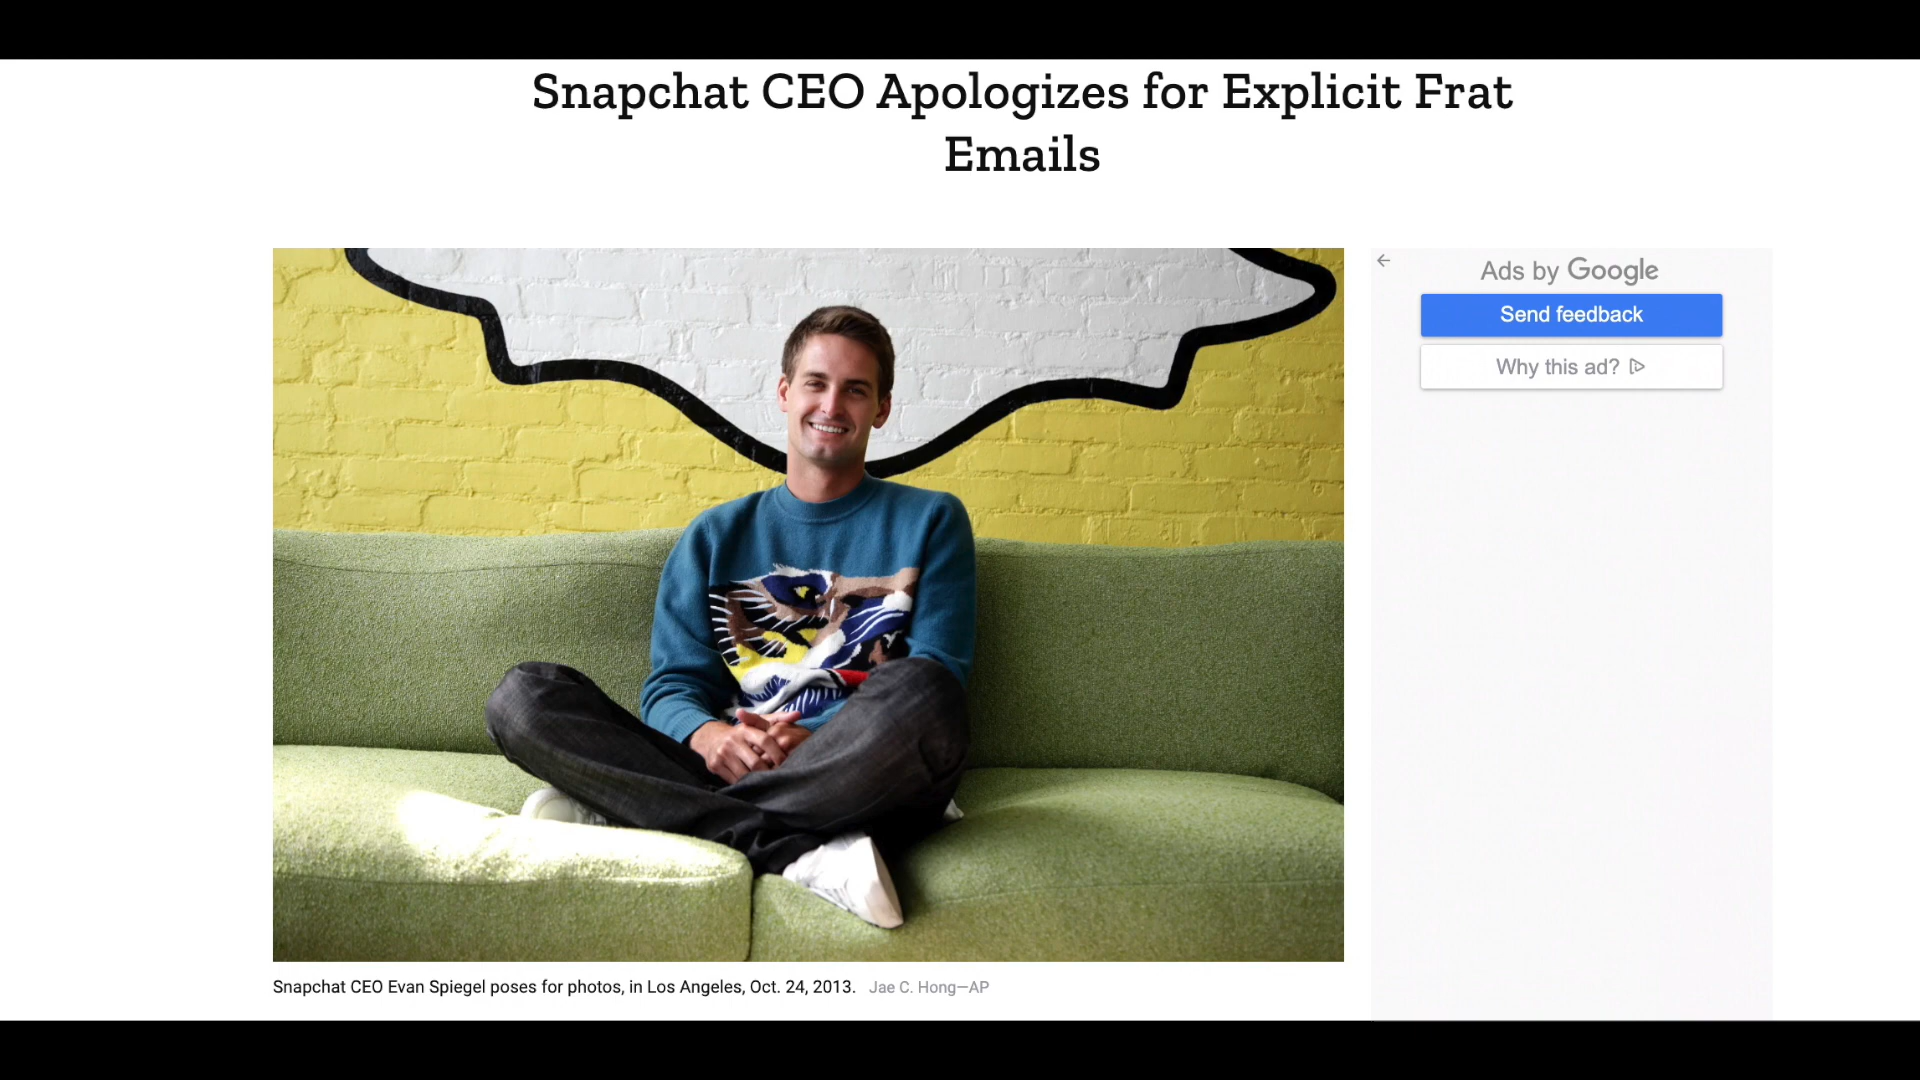 Snapchat CEO Apologizes for Explicit Frat
Emails
Ads by Google
Send feedback
Why this ad?
Snapchat CEO Evan Spiegel poses for photos, in Los Angeles, Oct. 24, 2013. Jae C. Hong—AP